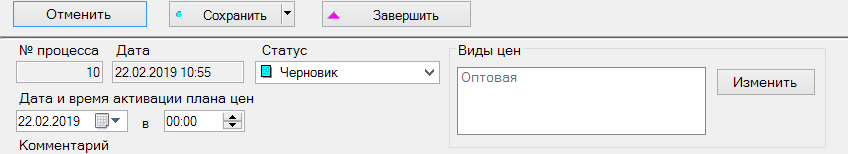 Отменить Сохранить Завершить
№ процесса Дата Статус Виды цен
10 22.02.2019 10:55 Черновик Оптовая Изменить
Дата и время активации плана цен
22.02.2019 в 00:00
Комментарий